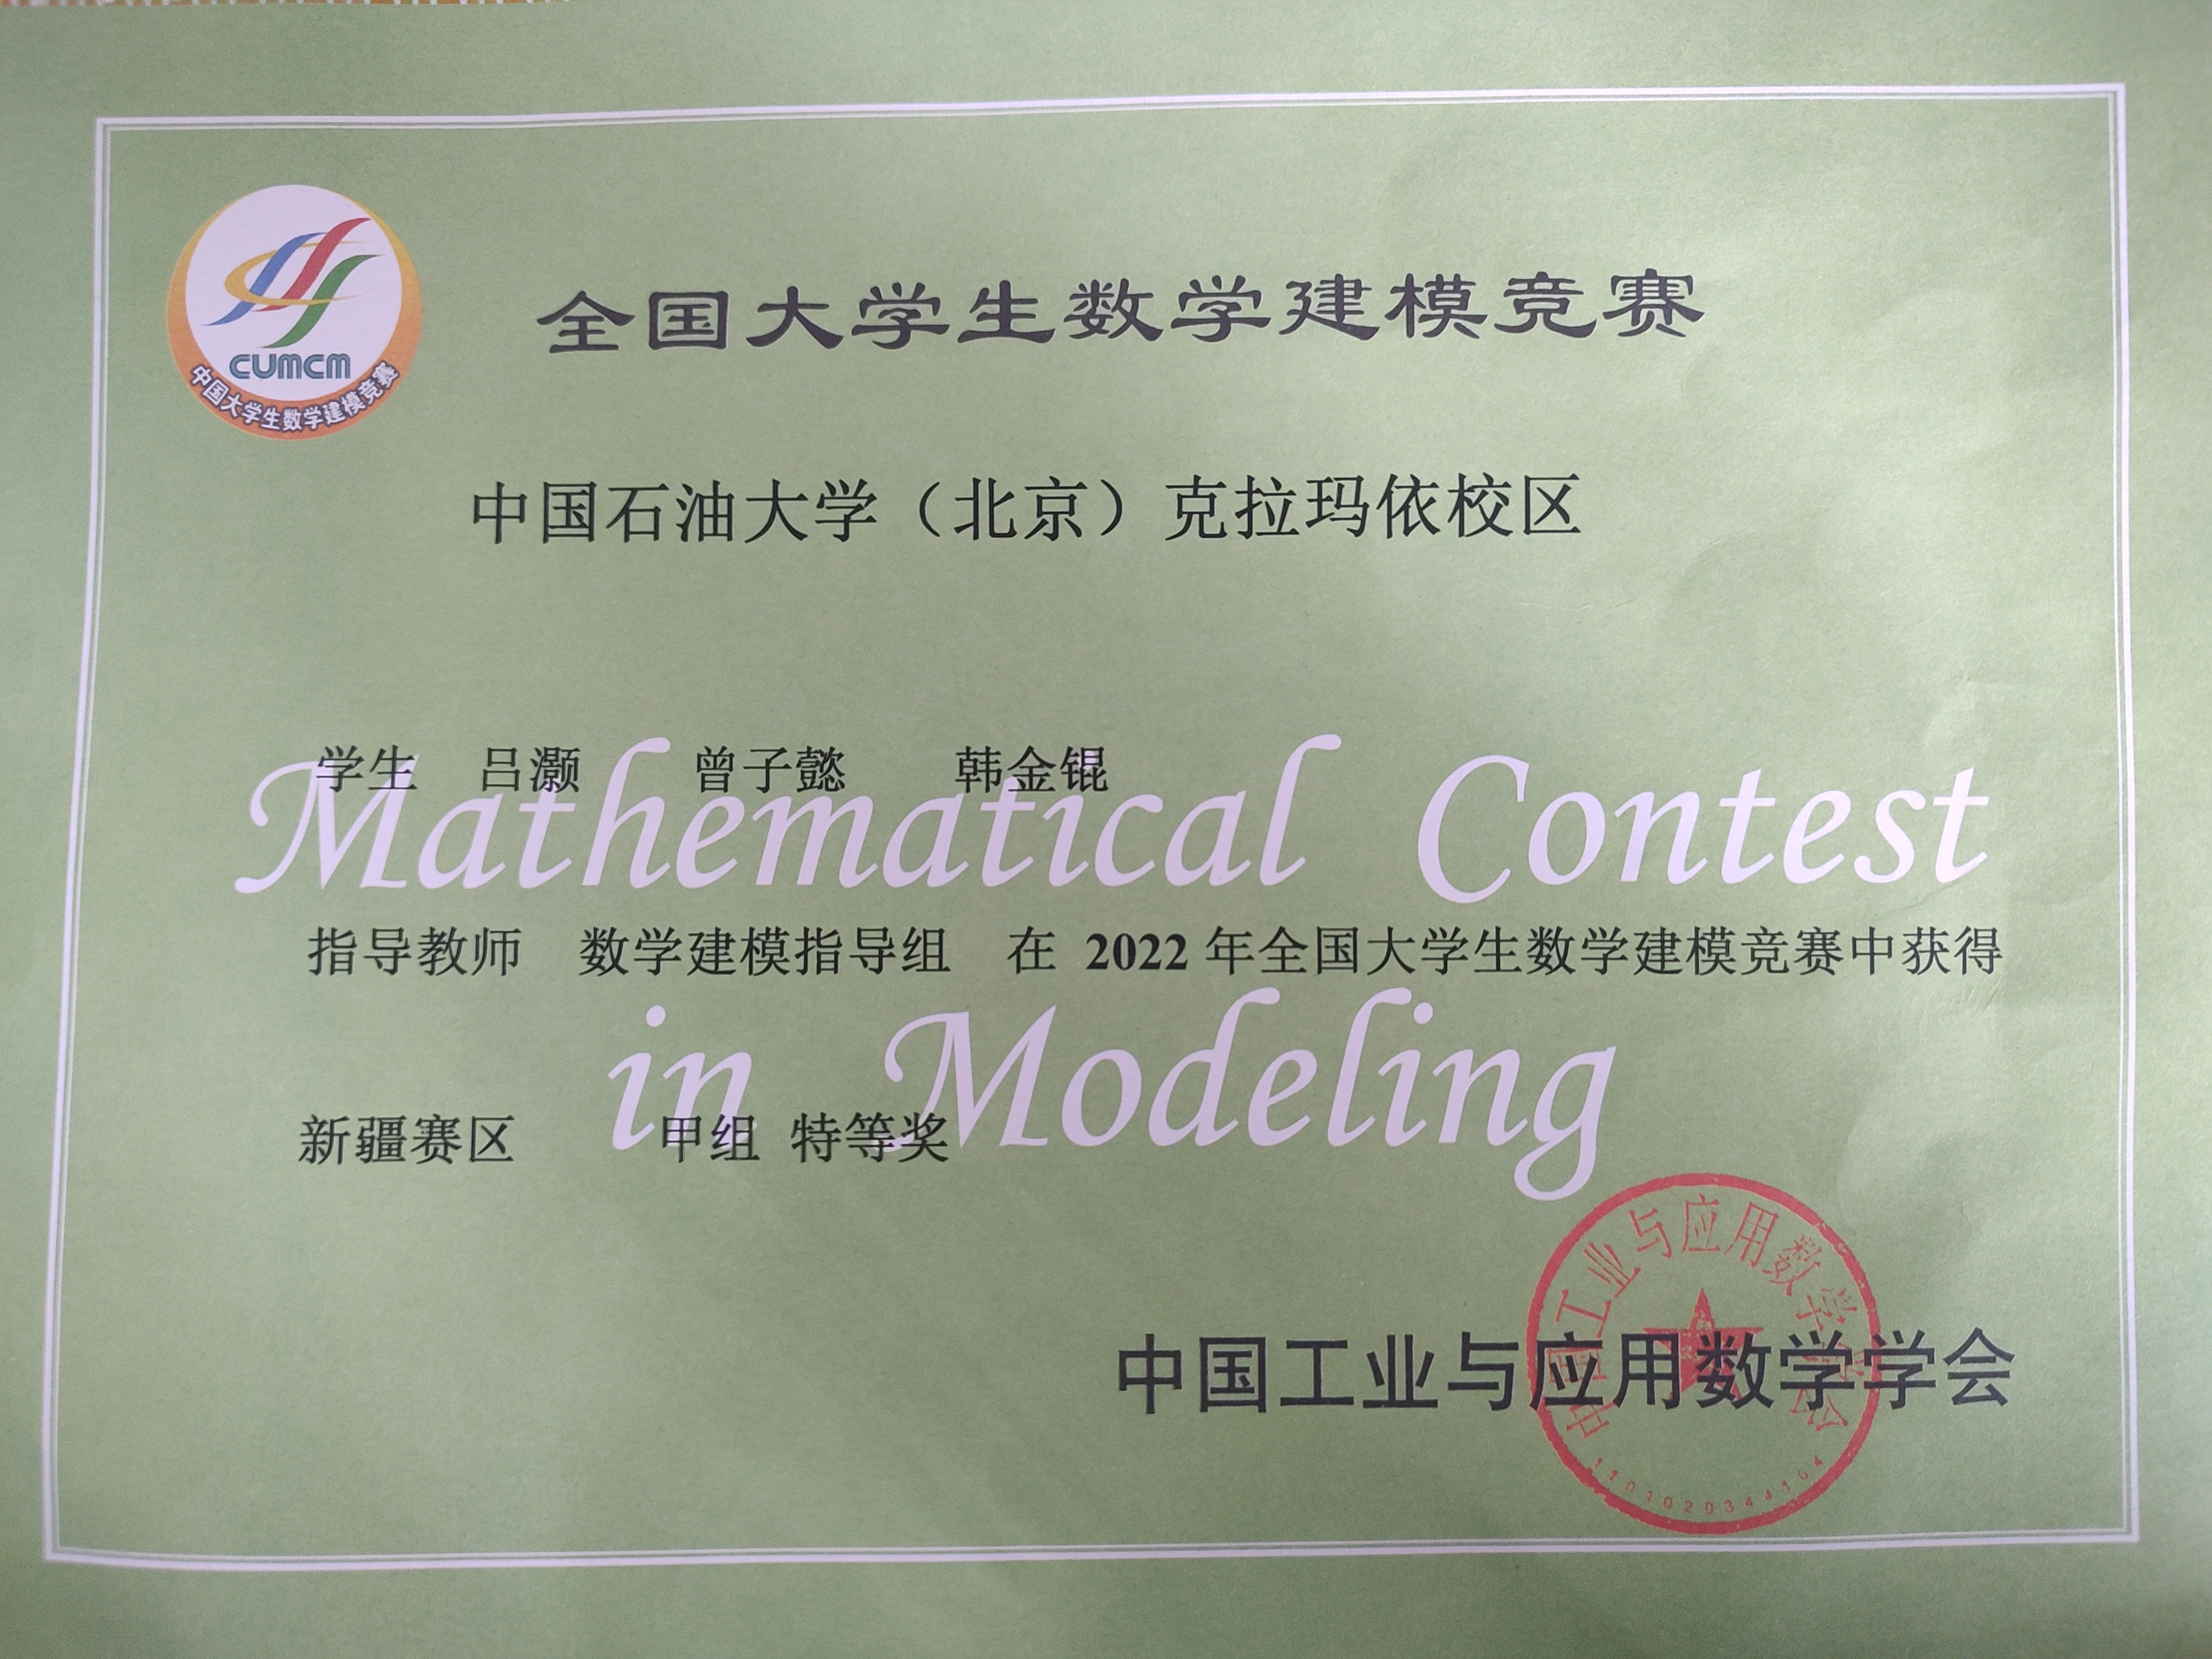 全国大学生数学建模竞赛
CUMCM
中国大学生数学建模竞赛
中国石油大学（北京）克拉玛依校区
学生 吕灏 曾子懿 韩金锟
Mathematical Contest
指导教师 数学建模指导组 在 2022 年全国大学生数学建模竞赛中获得
in Modeling
新疆赛区 甲组 特等奖
中国工业与应用数学学会
中国工业与应用数学学会
1101020344164